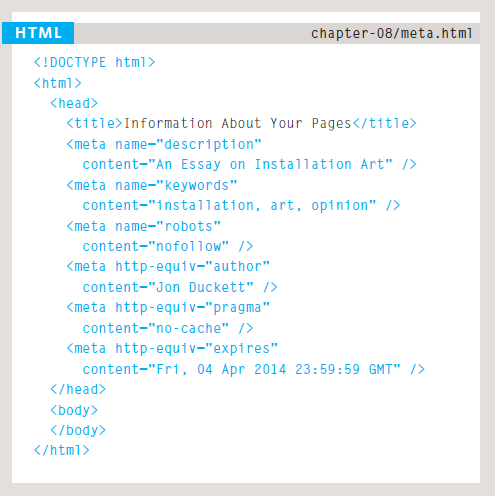 HTML
chapter-08/meta.html
<!DOCTYPE html>
<html>
<head>
<title>Information About Your Pages</title>
<meta name="description"
content="An Essay on Installation Art" />
<meta name="keywords"
content="installation, art, opinion" />
<meta name="robots"
content="nofollow" />
<meta http-equiv="author"
content="Jon Duckett" />
<meta http-equiv="pragma"
content="no-cache" />
<meta http-equiv="expires"
content="Fri, 04 Apr 2014 23:59:59 GMT" />
</head>
<body>
</body>
</html>